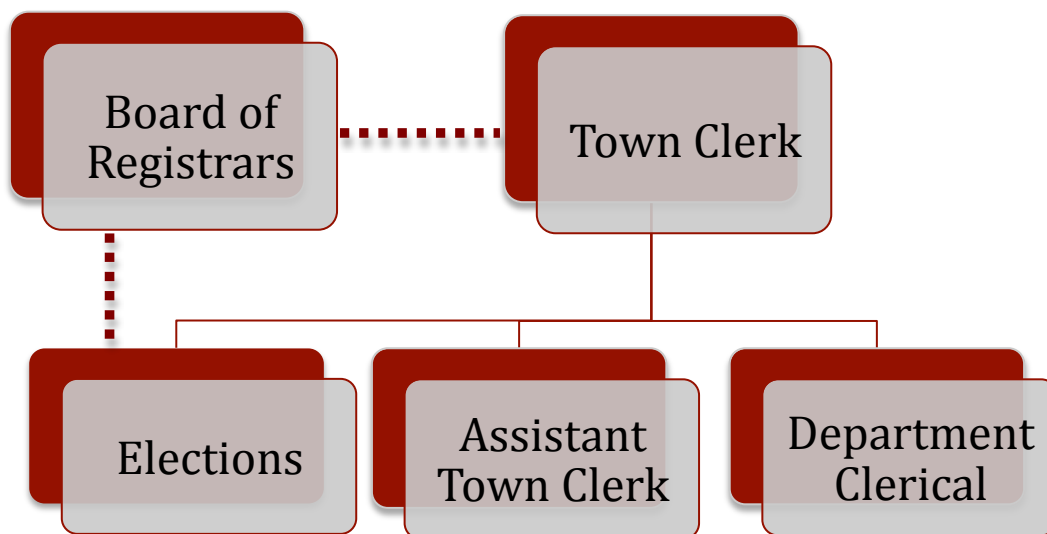 Board of
Registrars
Town Clerk
Elections
Assistant
Town Clerk
Department
Clerical